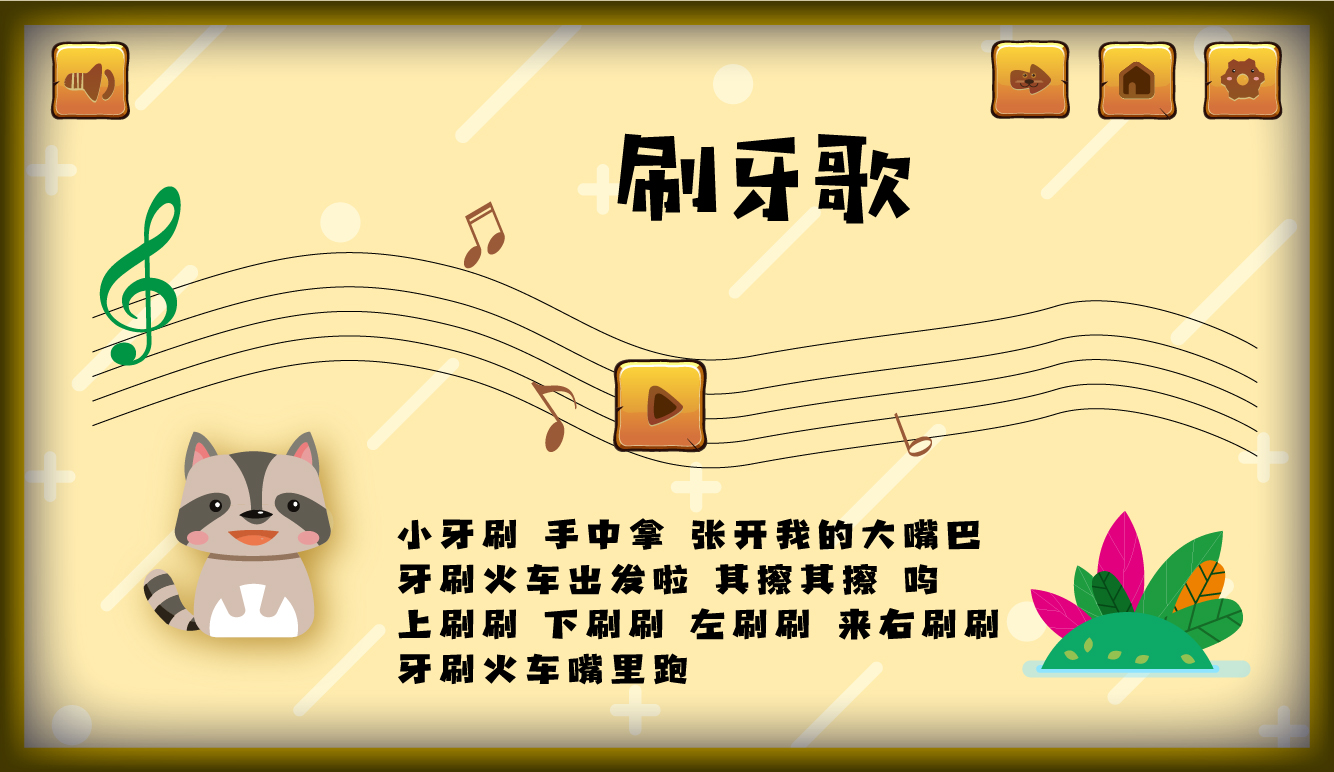 刷牙歌
小牙刷 手中拿 张开我的大嘴巴
牙刷火车出发啦 其擦其擦 呜
上刷刷 下刷刷 左刷刷 来右刷刷
牙刷火车嘴里跑